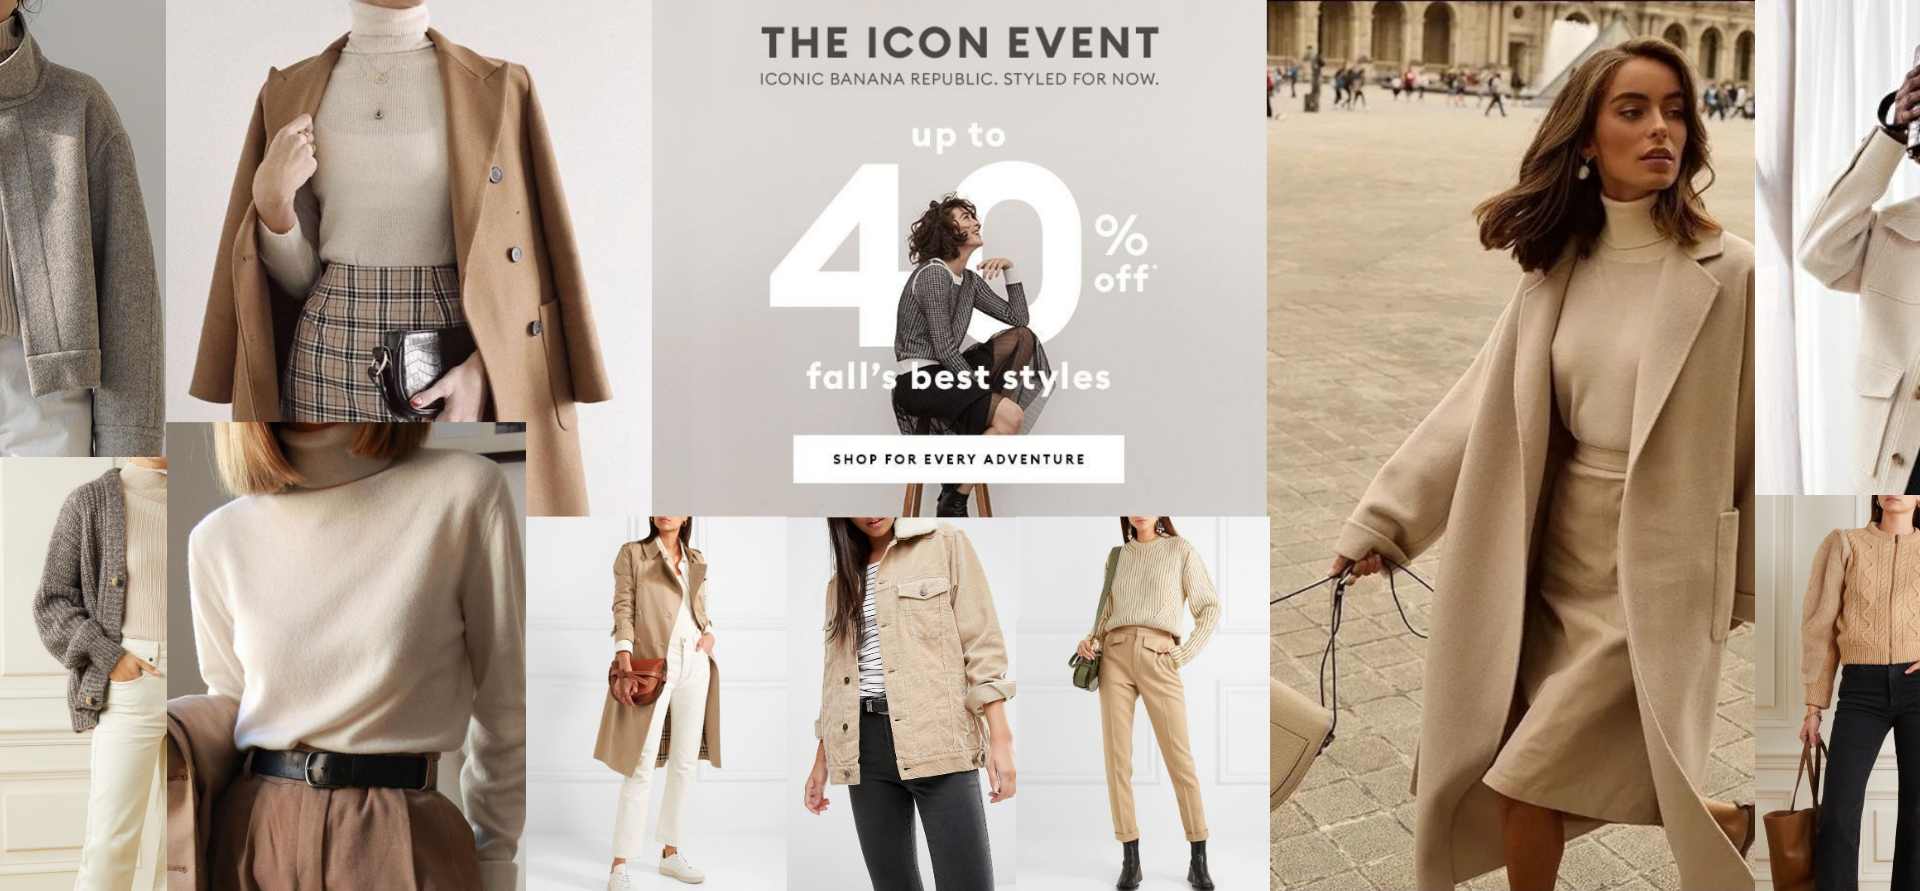 THE ICON EVENT
ICONIC BANANA REPUBLIC. STYLED FOR NOW.
up to
40% off*
fall's best styles
SHOP FOR EVERY ADVENTURE